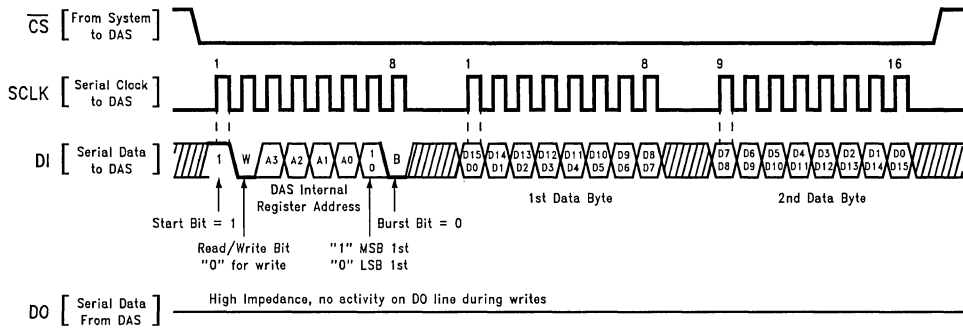 CS [ From System
to DAS ]
1 8 1 8 9 16
SCLK [ Serial Clock
to DAS ]
DI [ Serial Data
to DAS ]
1 W A3 A2 A1 A0 1 B D15 D14 D13 D12 D11 D10 D9 D8 D7 D6 D5 D4 D3 D2 D1 D0
0 D0 D1 D2 D3 D4 D5 D6 D7 D8 D9 D10 D11 D12 D13 D14 D15
DAS Internal
Register Address
1st Data Byte
2nd Data Byte
Start Bit = 1
Burst Bit = 0
Read/Write Bit
"0" for write
"1" MSB 1st
"0" LSB 1st
DO [ Serial Data
From DAS ]
High Impedance, no activity on DO line during writes